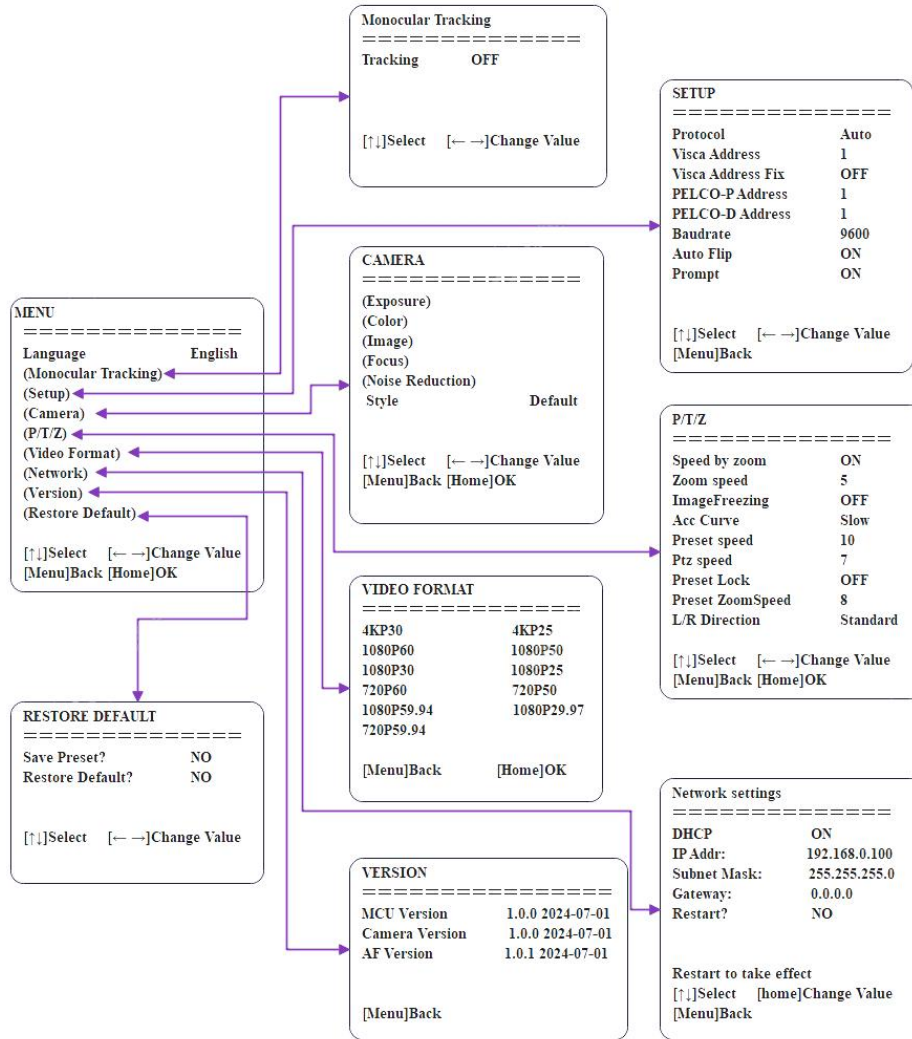 Monocular Tracking
===============
Tracking OFF
[↑↓]Select [← →]Change Value
SETUP
===============
Protocol Auto
Visca Address 1
Visca Address Fix OFF
PELCO-P Address 1
PELCO-D Address 1
Baudrate 9600
Auto Flip ON
Prompt ON
[↑↓]Select [← →]Change Value
[Menu]Back
CAMERA
===============
(Exposure)
(Color)
(Image)
(Focus)
(Noise Reduction)
Style Default
[↑↓]Select [← →]Change Value
[Menu]Back [Home]OK
MENU
===============
Language English
(Monocular Tracking)
(Setup)
(Camera)
(P/T/Z)
(Video Format)
(Network)
(Version)
(Restore Default)
[↑↓]Select [← →]Change Value
[Menu]Back [Home]OK
P/T/Z
===============
Speed by zoom ON
Zoom speed 5
ImageFreezing OFF
Acc Curve Slow
Preset speed 10
Ptz speed 7
Preset Lock OFF
Preset ZoomSpeed 8
L/R Direction Standard
[↑↓]Select [← →]Change Value
[Menu]Back [Home]OK
VIDEO FORMAT
===============
4KP30 4KP25
1080P60 1080P50
1080P30 1080P25
720P60 720P50
1080P59.94 1080P29.97
720P59.94
[Menu]Back [Home]OK
RESTORE DEFAULT
===============
Save Preset? NO
Restore Default? NO
[↑↓]Select [← →]Change Value
Network settings
===============
DHCP ON
IP Addr: 192.168.0.100
Subnet Mask: 255.255.255.0
Gateway: 0.0.0.0
Restart? NO
Restart to take effect
[↑↓]Select [home]Change Value
[Menu]Back
VERSION
=================
MCU Version 1.0.0 2024-07-01
Camera Version 1.0.0 2024-07-01
AF Version 1.0.1 2024-07-01
[Menu]Back